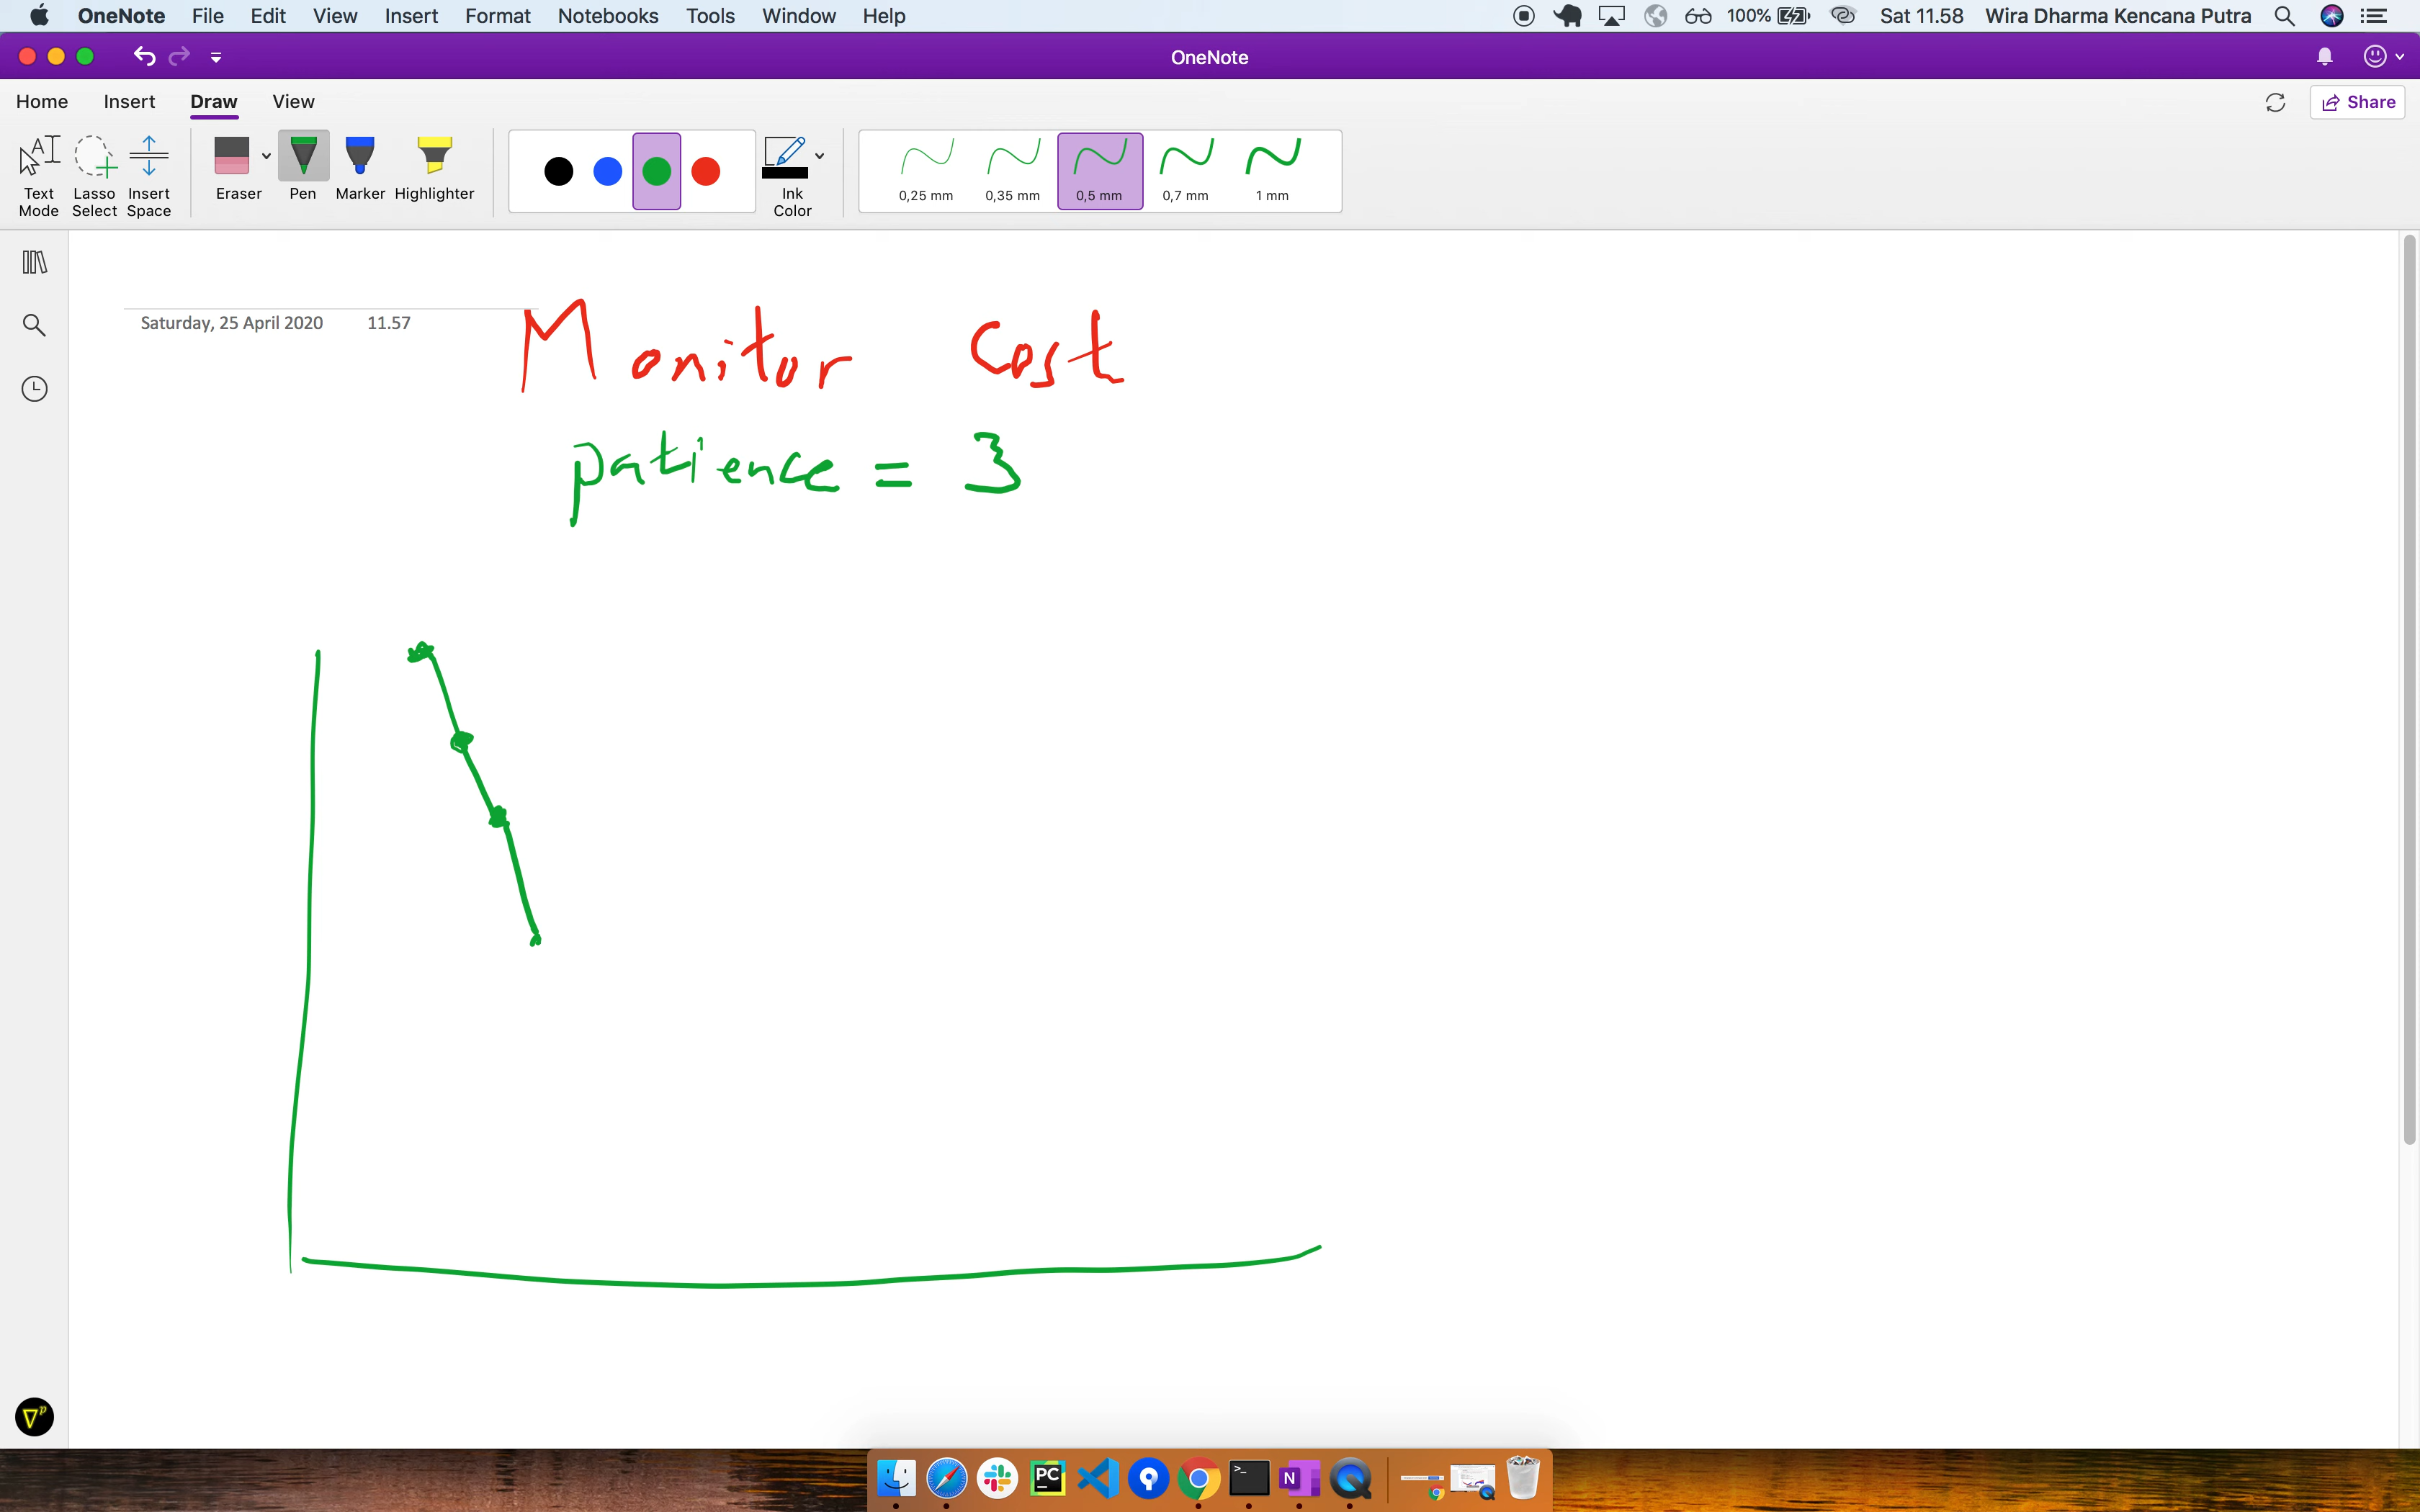 OneNote File Edit View Insert Format Notebooks Tools Window Help 100% Sat 11.58 Wira Dharma Kencana Putra
OneNote
Home Insert Draw View Share
Text Mode Lasso Select Insert Space Eraser Pen Marker Highlighter Ink Color 0,25 mm 0,35 mm 0,5 mm 0,7 mm 1 mm
Saturday, 25 April 2020 11.57
Monitor Cost
patience = 3
∇p
PC
>_
N